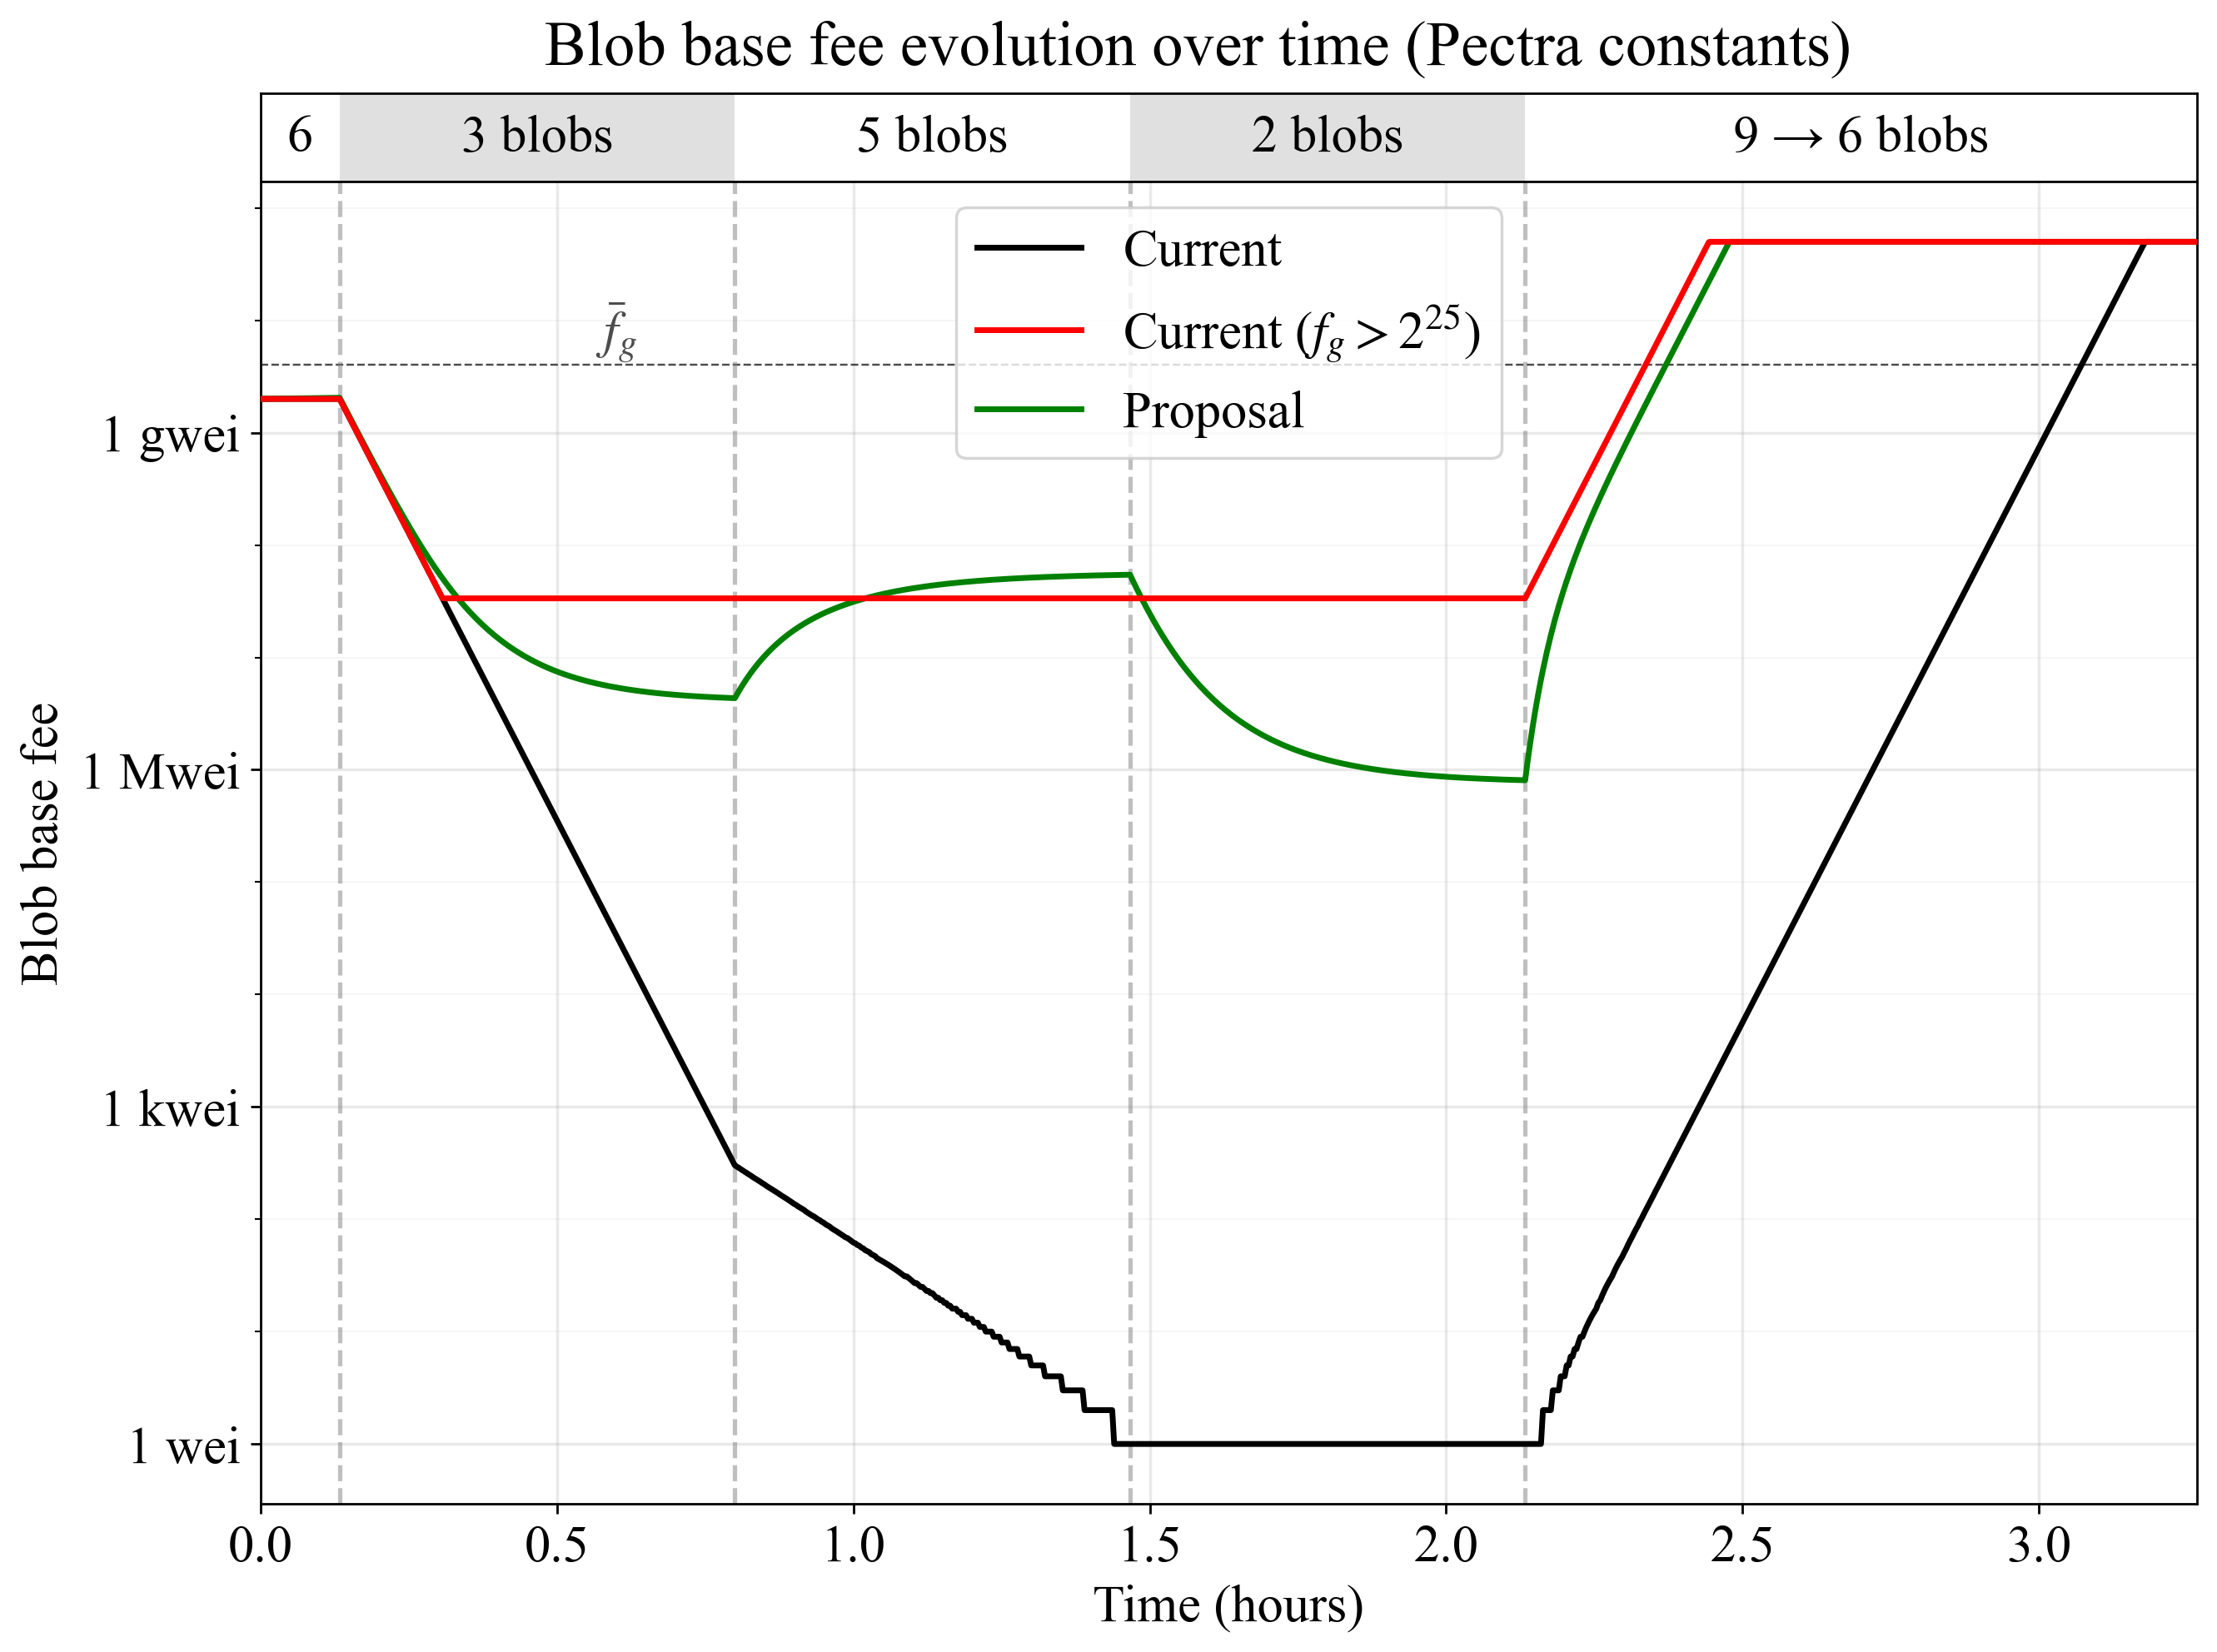 Blob base fee evolution over time (Pectra constants)
6
3 blobs
5 blobs
2 blobs
9 → 6 blobs
Current
Current (f_g > 2^25)
Proposal
f̄_g
1 gwei
1 Mwei
1 kwei
1 wei
Blob base fee
0.0
0.5
1.0
1.5
2.0
2.5
3.0
Time (hours)